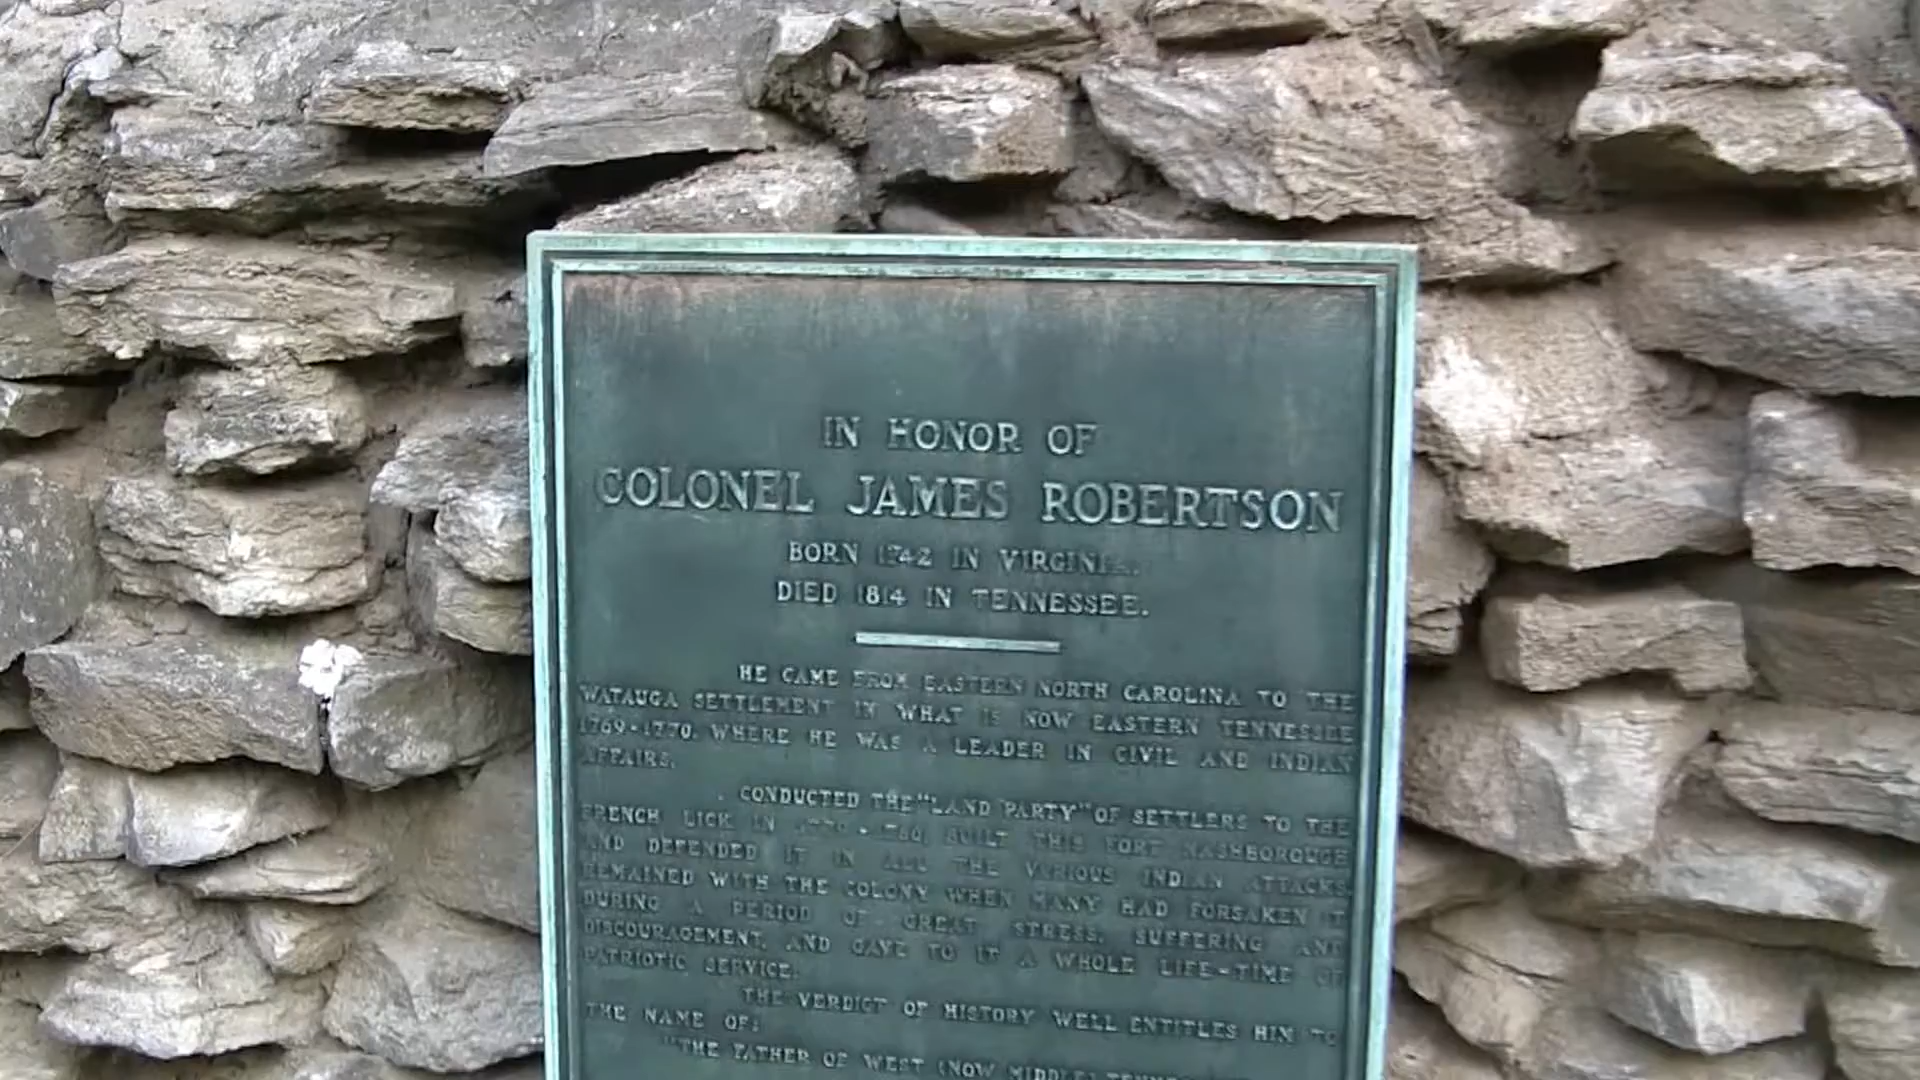 IN HONOR OF
COLONEL JAMES ROBERTSON
BORN 1742 IN VIRGINIA.
DIED 1814 IN TENNESSEE.
HE CAME FROM EASTERN NORTH CAROLINA TO THE
WATAUGA SETTLEMENT IN WHAT IS NOW EASTERN TENNESSEE
1769-1770, WHERE HE WAS A LEADER IN CIVIL AND INDIAN
AFFAIRS.
CONDUCTED THE "LAND PARTY" OF SETTLERS TO THE
FRENCH LICK IN 1779-1780, BUILT THIS FORT NASHBOROUGH
AND DEFENDED IT IN ALL THE VARIOUS INDIAN ATTACKS.
REMAINED WITH THE COLONY WHEN MANY HAD FORSAKEN IT
DURING A PERIOD OF GREAT STRESS, SUFFERING AND
DISCOURAGEMENT, AND GAVE TO IT A WHOLE LIFE-TIME OF
PATRIOTIC SERVICE.
THE VERDICT OF HISTORY WELL ENTITLES HIM TO
THE NAME OF:
"THE FATHER OF WEST (NOW MIDDLE)